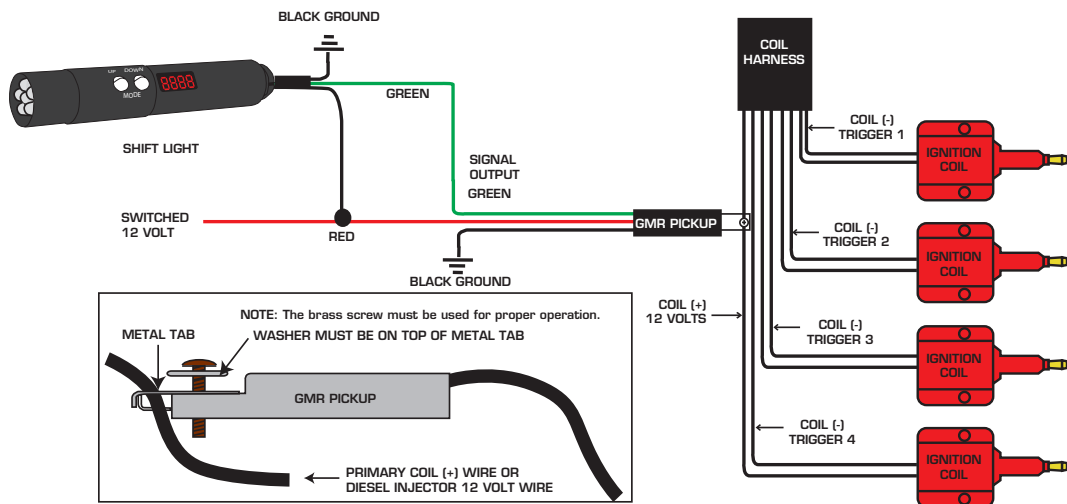 BLACK GROUND
UP DOWN
MODE
8888
GREEN
SHIFT LIGHT
SIGNAL
OUTPUT
GREEN
SWITCHED
12 VOLT
RED
GMR PICKUP
BLACK GROUND
COIL
HARNESS
COIL (-)
TRIGGER 1
IGNITION
COIL
COIL (-)
TRIGGER 2
IGNITION
COIL
COIL (+)
12 VOLTS
COIL (-)
TRIGGER 3
IGNITION
COIL
COIL (-)
TRIGGER 4
IGNITION
COIL
NOTE: The brass screw must be used for proper operation.
METAL TAB
WASHER MUST BE ON TOP OF METAL TAB
GMR PICKUP
PRIMARY COIL (+) WIRE OR
DIESEL INJECTOR 12 VOLT WIRE